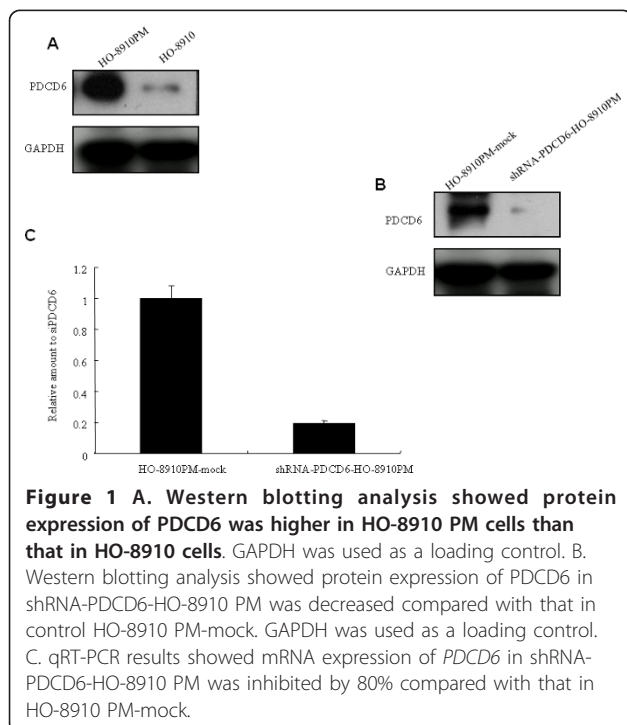 A
HO-8910PM
HO-8910
PDCD6
GAPDH
B
HO-8910PM-mock
shRNA-PDCD6-HO-8910PM
PDCD6
GAPDH
C
Relative amount to siPDCD6
1.2
1
0.8
0.6
0.4
0.2
0
HO-8910PM-mock
shRNA-PDCD6-HO-8910PM
Figure 1 A. Western blotting analysis showed protein
expression of PDCD6 was higher in HO-8910 PM cells than
that in HO-8910 cells. GAPDH was used as a loading control. B.
Western blotting analysis showed protein expression of PDCD6 in
shRNA-PDCD6-HO-8910 PM was decreased compared with that in
control HO-8910 PM-mock. GAPDH was used as a loading control.
C. qRT-PCR results showed mRNA expression of PDCD6 in shRNA-
PDCD6-HO-8910 PM was inhibited by 80% compared with that in
HO-8910 PM-mock.